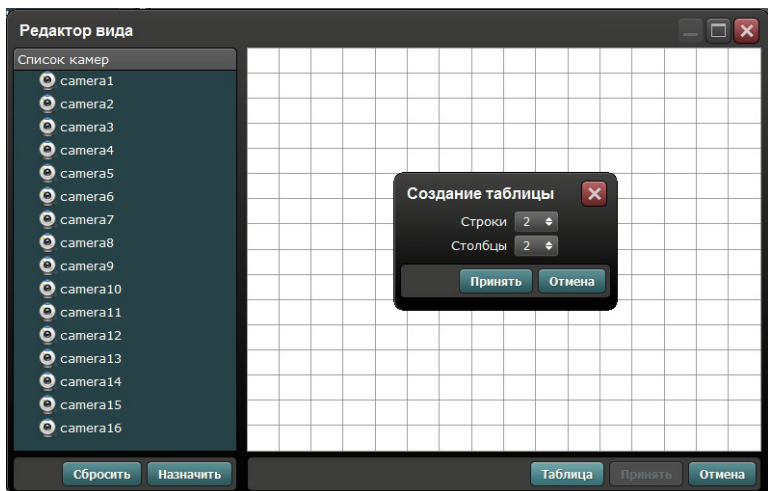 Редактор вида
Список камер
camera1
camera2
camera3
camera4
camera5
camera6
camera7
camera8
camera9
camera10
camera11
camera12
camera13
camera14
camera15
camera16
Создание таблицы
Строки 2
Столбцы 2
Принять Отмена
Сбросить Назначить
Таблица Принять Отмена